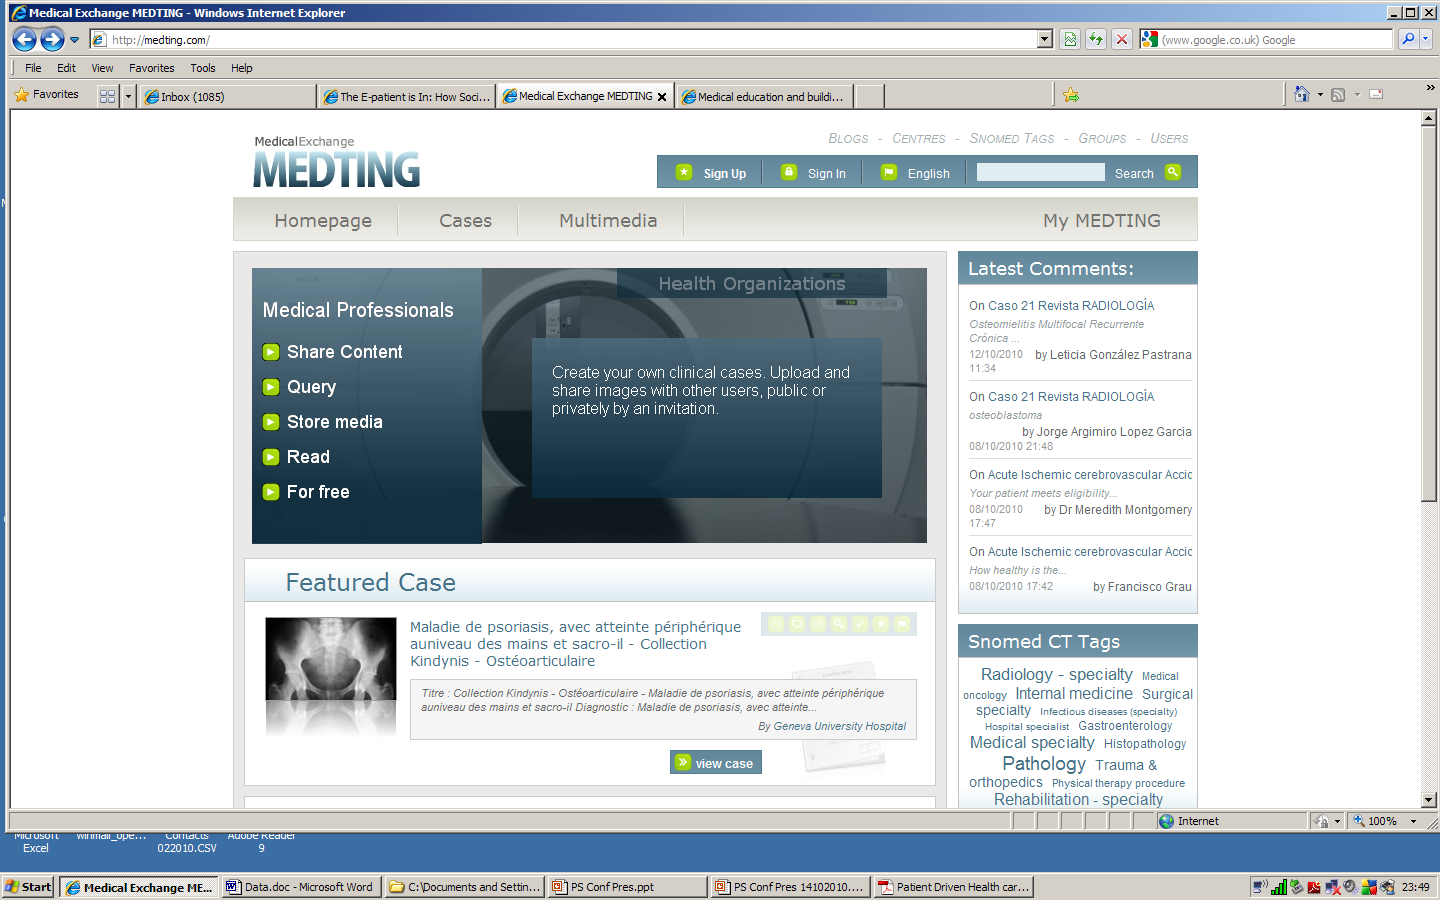 Medical Exchange MEDTING - Windows Internet Explorer
http://medting.com/
(www.google.co.uk) Google
File Edit View Favorites Tools Help
Favorites
Inbox (1085)
The E-patient is In: How Soci...
Medical Exchange MEDTING
Medical education and buildi...
MedicalExchange
MEDTING
BLOGS - CENTRES - SNOMED TAGS - GROUPS - USERS
Sign Up Sign In English Search
Homepage Cases Multimedia My MEDTING
Medical Professionals
Share Content
Query
Store media
Read
For free
Health Organizations
Create your own clinical cases. Upload and
share images with other users, public or
privately by an invitation.
Latest Comments:
On Caso 21 Revista RADIOLOGÍA
Osteomielitis Multifocal Recurrente
Crónica ...
12/10/2010 by Leticia González Pastrana
11:34
On Caso 21 Revista RADIOLOGÍA
osteoblastoma
by Jorge Argimiro Lopez Garcia
08/10/2010 21:48
On Acute Ischemic cerebrovascular Accic
Your patient meets eligibility...
08/10/2010 by Dr Meredith Montgomery
17:47
On Acute Ischemic cerebrovascular Accic
How healthy is the...
08/10/2010 17:42 by Francisco Grau
Featured Case
Maladie de psoriasis, avec atteinte périphérique
auniveau des mains et sacro-il - Collection
Kindynis - Ostéoarticulaire
Titre : Collection Kindynis - Ostéoarticulaire - Maladie de psoriasis, avec atteinte périphérique
auniveau des mains et sacro-il Diagnostic : Maladie de psoriasis, avec atteinte...
By Geneva University Hospital
view case
Snomed CT Tags
Radiology - specialty Medical
oncology Internal medicine Surgical
specialty Infectious diseases (specialty)
Hospital specialist Gastroenterology
Medical specialty Histopathology
Pathology Trauma &
orthopedics Physical therapy procedure
Rehabilitation - specialty
Internet 100%
Microsoft
Excel
winmail_ope...
Contacts
022010.CSV
Adobe Reader
9
Start
Medical Exchange ME...
Data.doc - Microsoft Word
C:\Documents and Settin...
PS Conf Pres.ppt
PS Conf Pres 14102010....
Patient Driven Health car...
23:49